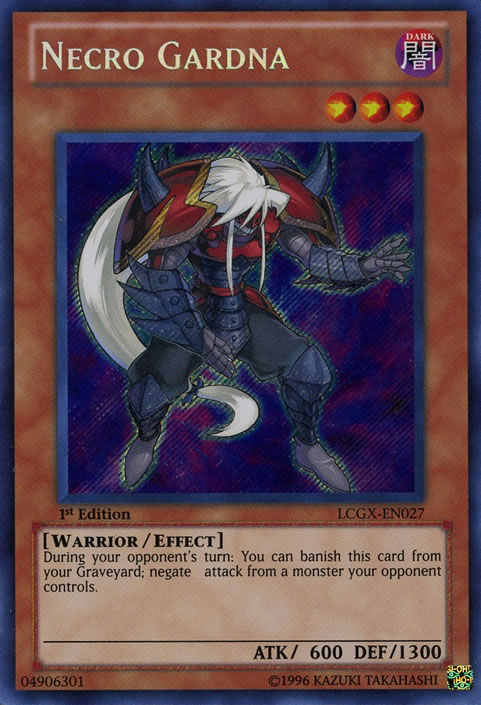 NECRO GARDNA
DARK
闇
1st Edition
LCGX-EN027
[WARRIOR/EFFECT]
During your opponent's turn: You can banish this card from
your Graveyard; negate attack from a monster your opponent
controls.
ATK/ 600 DEF/1300
04906301
©1996 KAZUKI TAKAHASHI